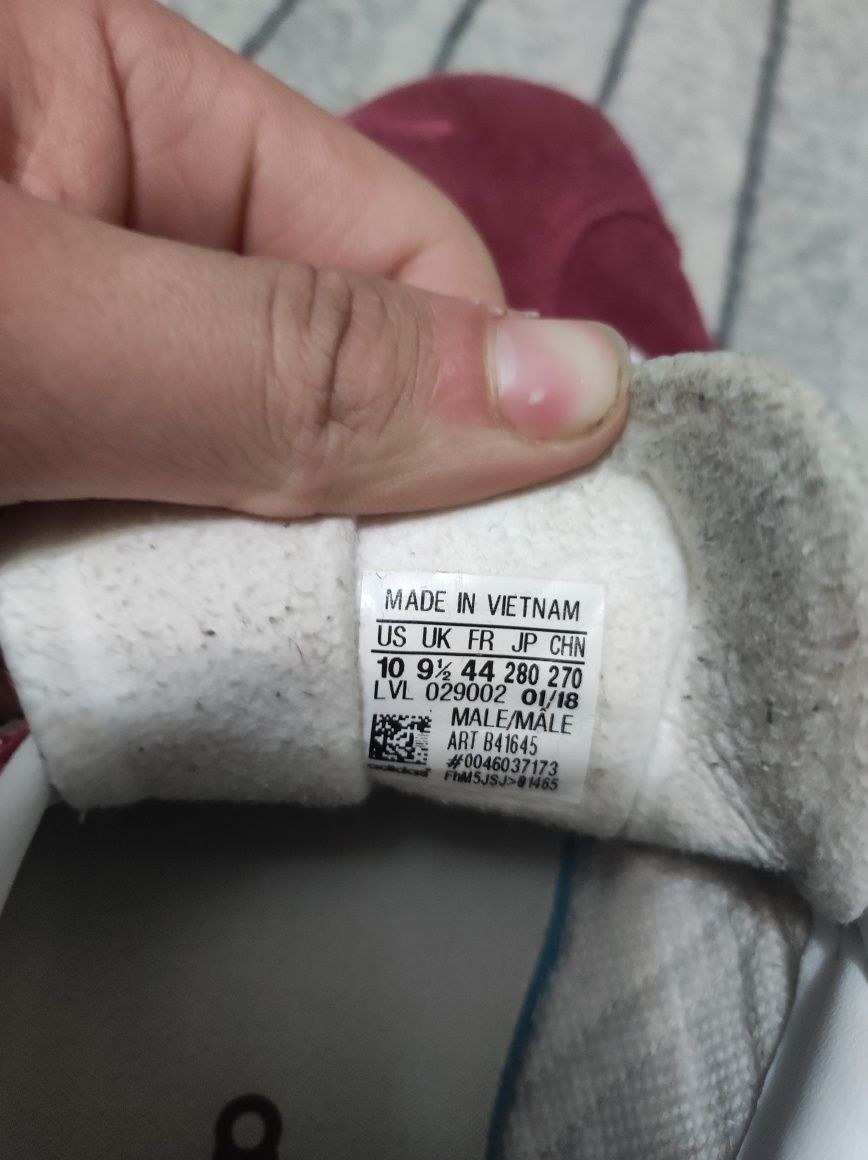 MADE IN VIETNAM
US UK FR JP CHN
10 9½ 44 280 270
LVL 029002 01/18
MALE/MÂLE
ART B41645
#0046037173
adidas
FhM5JSJ>81465